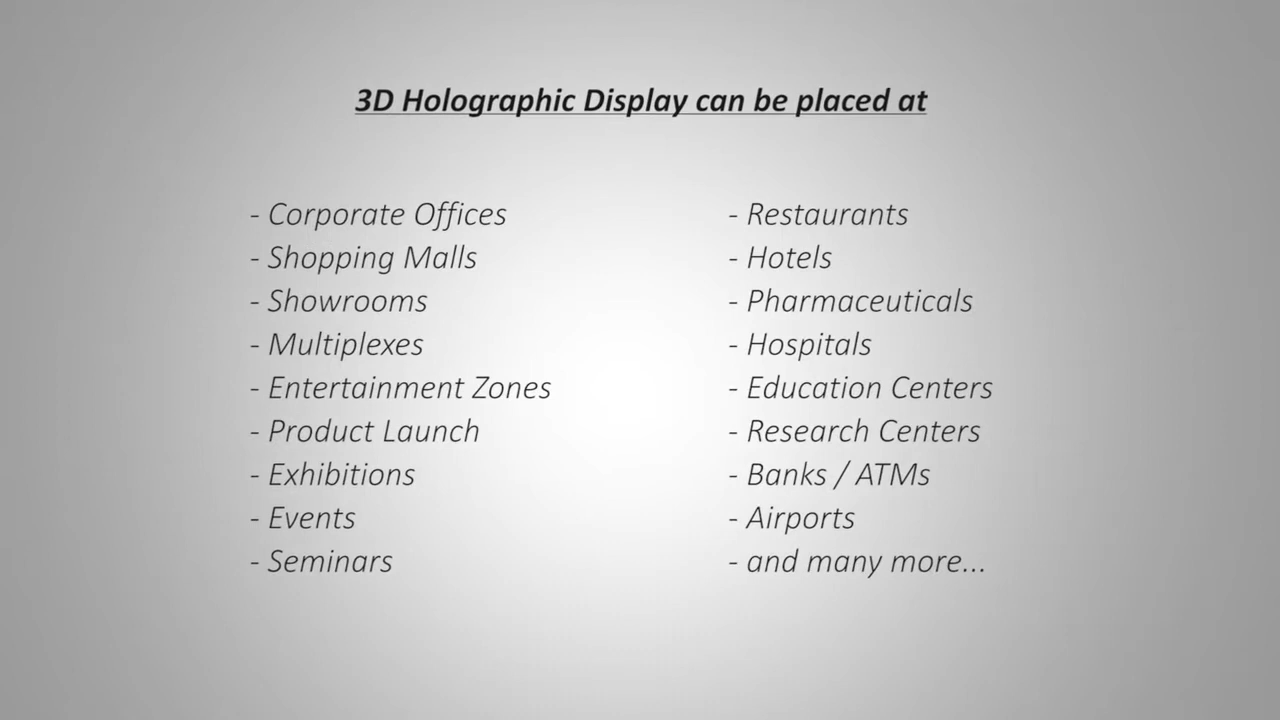 3D Holographic Display can be placed at
- Corporate Offices
- Shopping Malls
- Showrooms
- Multiplexes
- Entertainment Zones
- Product Launch
- Exhibitions
- Events
- Seminars
- Restaurants
- Hotels
- Pharmaceuticals
- Hospitals
- Education Centers
- Research Centers
- Banks / ATMs
- Airports
- and many more...